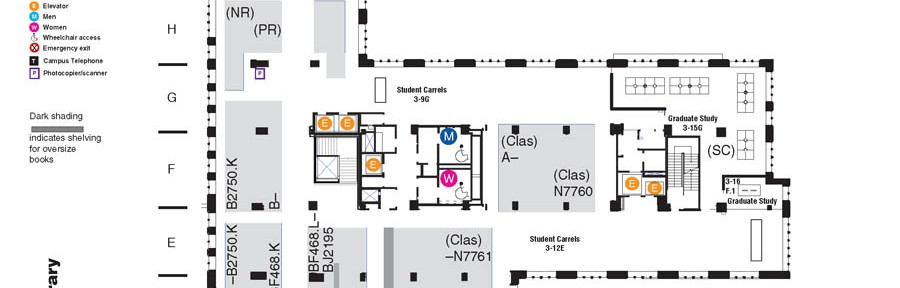 E Elevator
M Men
W Women
Wheelchair access
Emergency exit
T Campus Telephone
P Photocopier/scanner
Dark shading
indicates shelving
for oversize
books
H
G
F
E
(NR)
(PR)
P
Student Carrels
3-9G
Graduate Study
3-15G
(SC)
E E
E
M
W
(Clas)
A–
(Clas)
N7760
E E
3-16
F.1
Graduate Study
B2750.K
B–
–B2750.K
BF468.K
BF468.L–
BJ2195
(Clas)
–N7761
Student Carrels
3-12E